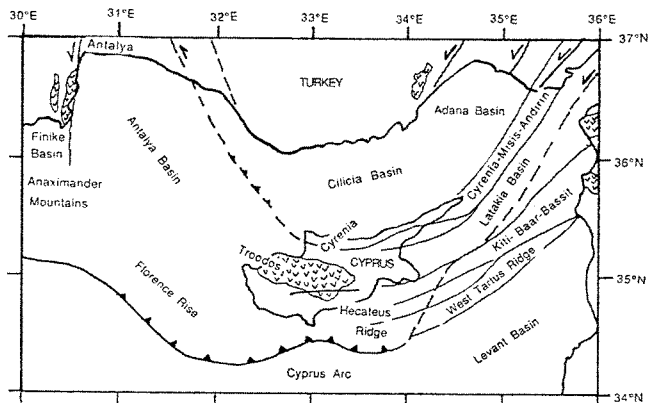 30°E 31°E 32°E 33°E 34°E 35°E 36°E
37°N
Antalya
TURKEY
Adana Basin
Finike
Basin
Antalya Basin
Cyrenia-Misis-Andirin
36°N
Cilicia Basin
Anaximander
Mountains
Latakia Basin
Kiti-Baar-Bassit
Cyrenia
Troodos
CYPRUS
35°N
Florence Rise
West Tartus Ridge
Hecateus
Ridge
Levant Basin
Cyprus Arc
34°N